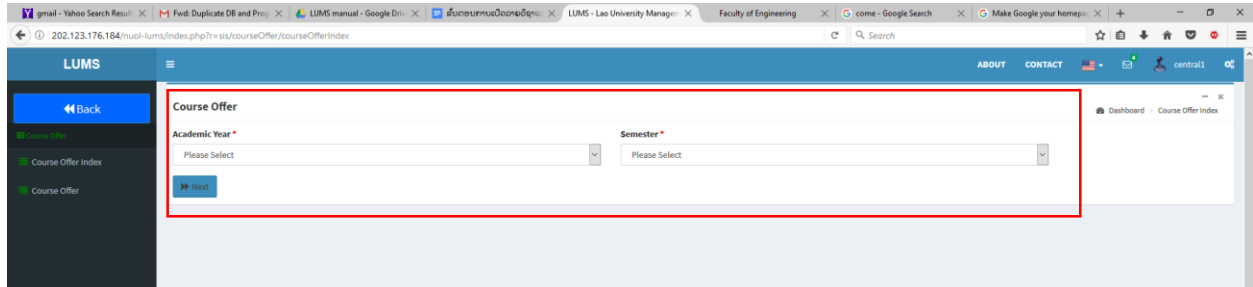 gmail - Yahoo Search Result
Fwd: Duplicate DB and Prog
LUMS manual - Google Driv
LUMS - Lao University Managem
Faculty of Engineering
come - Google Search
Make Google your homepag
202.123.176.184/nuol-lums/index.php?r=sis/courseOffer/courseOfferIndex
Search
LUMS
ABOUT
CONTACT
4
central1
Back
Course Offer
Course Offer Index
Course Offer
Course Offer
Dashboard > Course Offer Index
Academic Year *
Semester *
Please Select
Please Select
Next